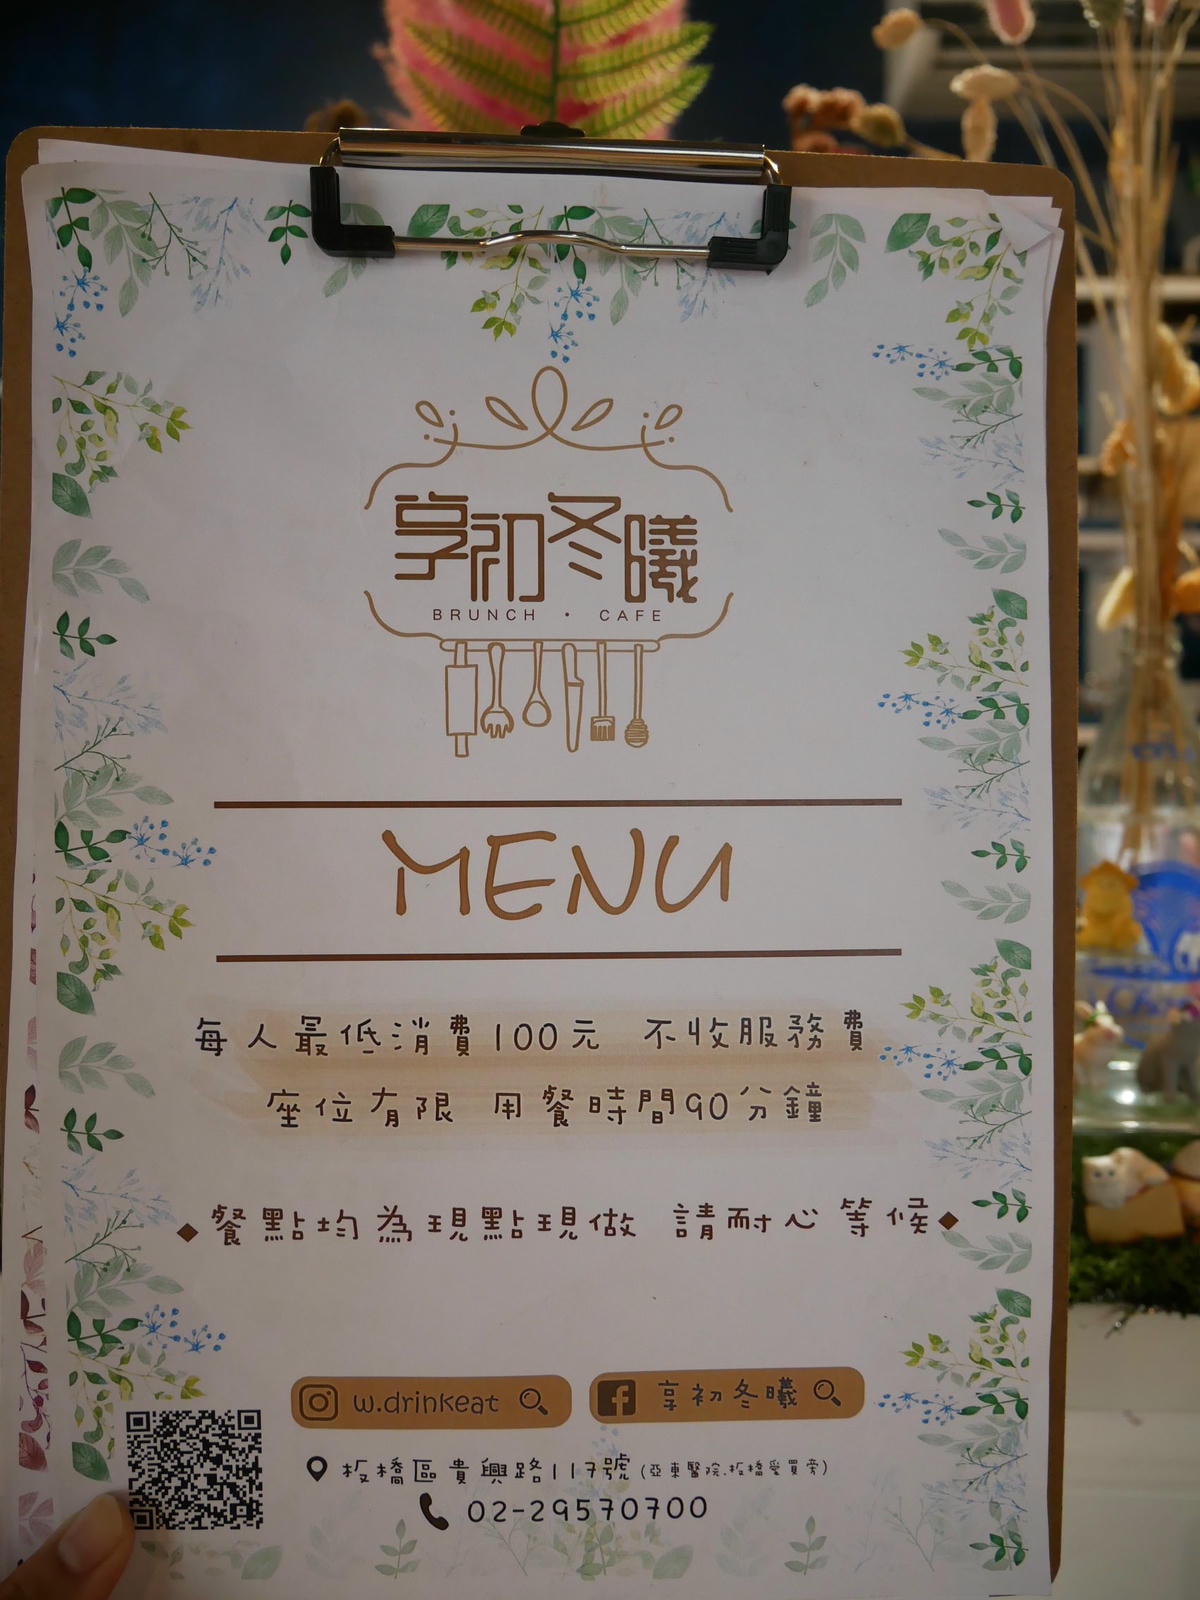 享初冬曦
BRUNCH · CAFE
MENU
每人最低消費100元 不收服務費
座位有限 用餐時間90分鐘
◆餐點均為現點現做 請耐心等候◆
w.drinkeat
享初冬曦
板橋區貴興路117號(亞東醫院.板橋愛買旁)
02-29570700